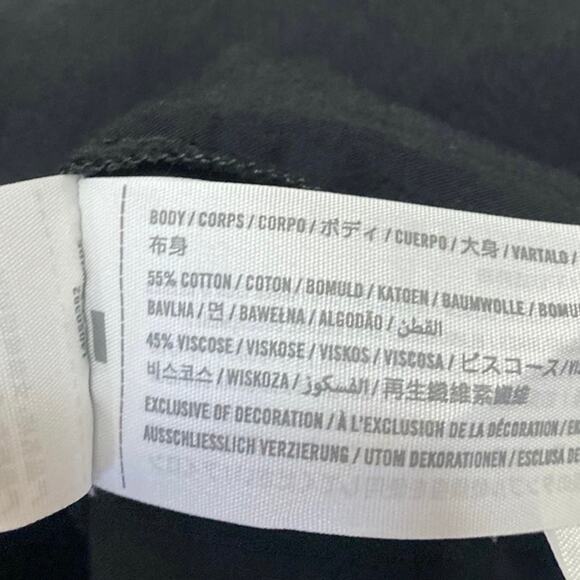 BODY / CORPS / CORPO / ボディ / CUERPO / 大身 / VARTALO /
布身
55% COTTON / COTON / BOMULD / KATOEN / BAUMWOLLE / BOMU
BAVLNA / 면 / BAWEŁNA / ALGODÃO / القطن
45% VISCOSE / VISKOSE / VISKOS / VISCOSA / ビスコース /
비스코스 / WISKOZA / الفسكوز / 再生纖維素纖維
EXCLUSIVE OF DECORATION / À L'EXCLUSION DE LA DÉCORATION /
AUSSCHLIESSLICH VERZIERUNG / UTOM DEKORATIONEN / ESCLUSA DE